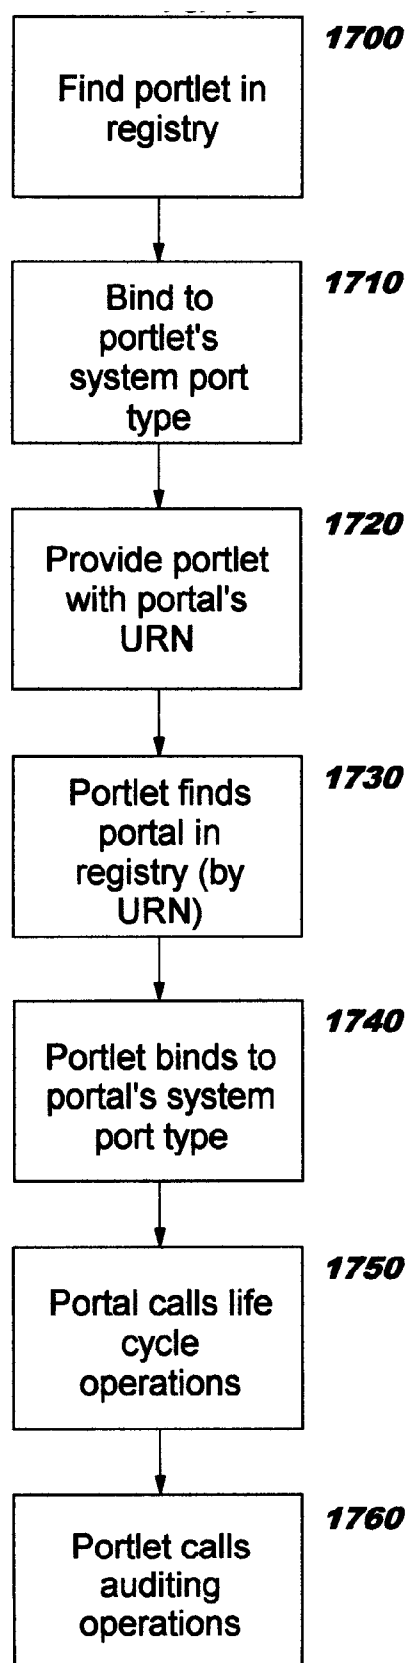 1700
Find portlet in
registry
1710
Bind to
portlet's
system port
type
1720
Provide portlet
with portal's
URN
1730
Portlet finds
portal in
registry (by
URN)
1740
Portlet binds to
portal's system
port type
1750
Portal calls life
cycle
operations
1760
Portlet calls
auditing
operations